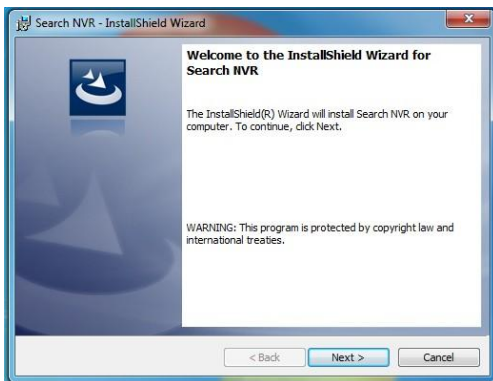 Search NVR - InstallShield Wizard
Welcome to the InstallShield Wizard for
Search NVR
The InstallShield(R) Wizard will install Search NVR on your
computer. To continue, click Next.
WARNING: This program is protected by copyright law and
international treaties.
< Back
Next >
Cancel